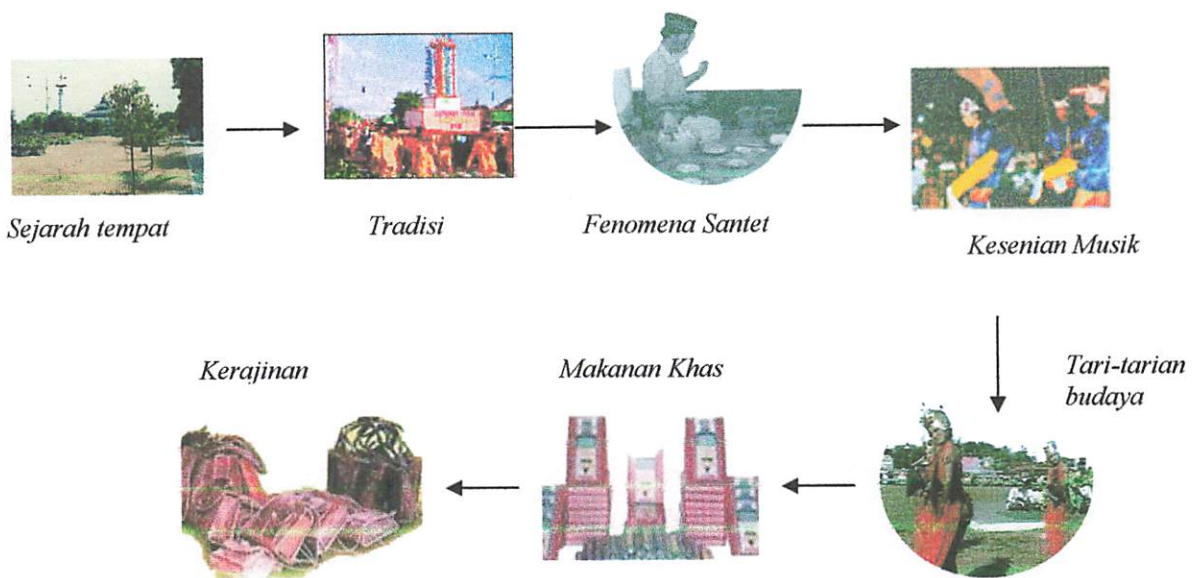 Sejarah tempat
Tradisi
Fenomena Santet
Kesenian Musik
Tari-tarian
budaya
Makanan Khas
Kerajinan